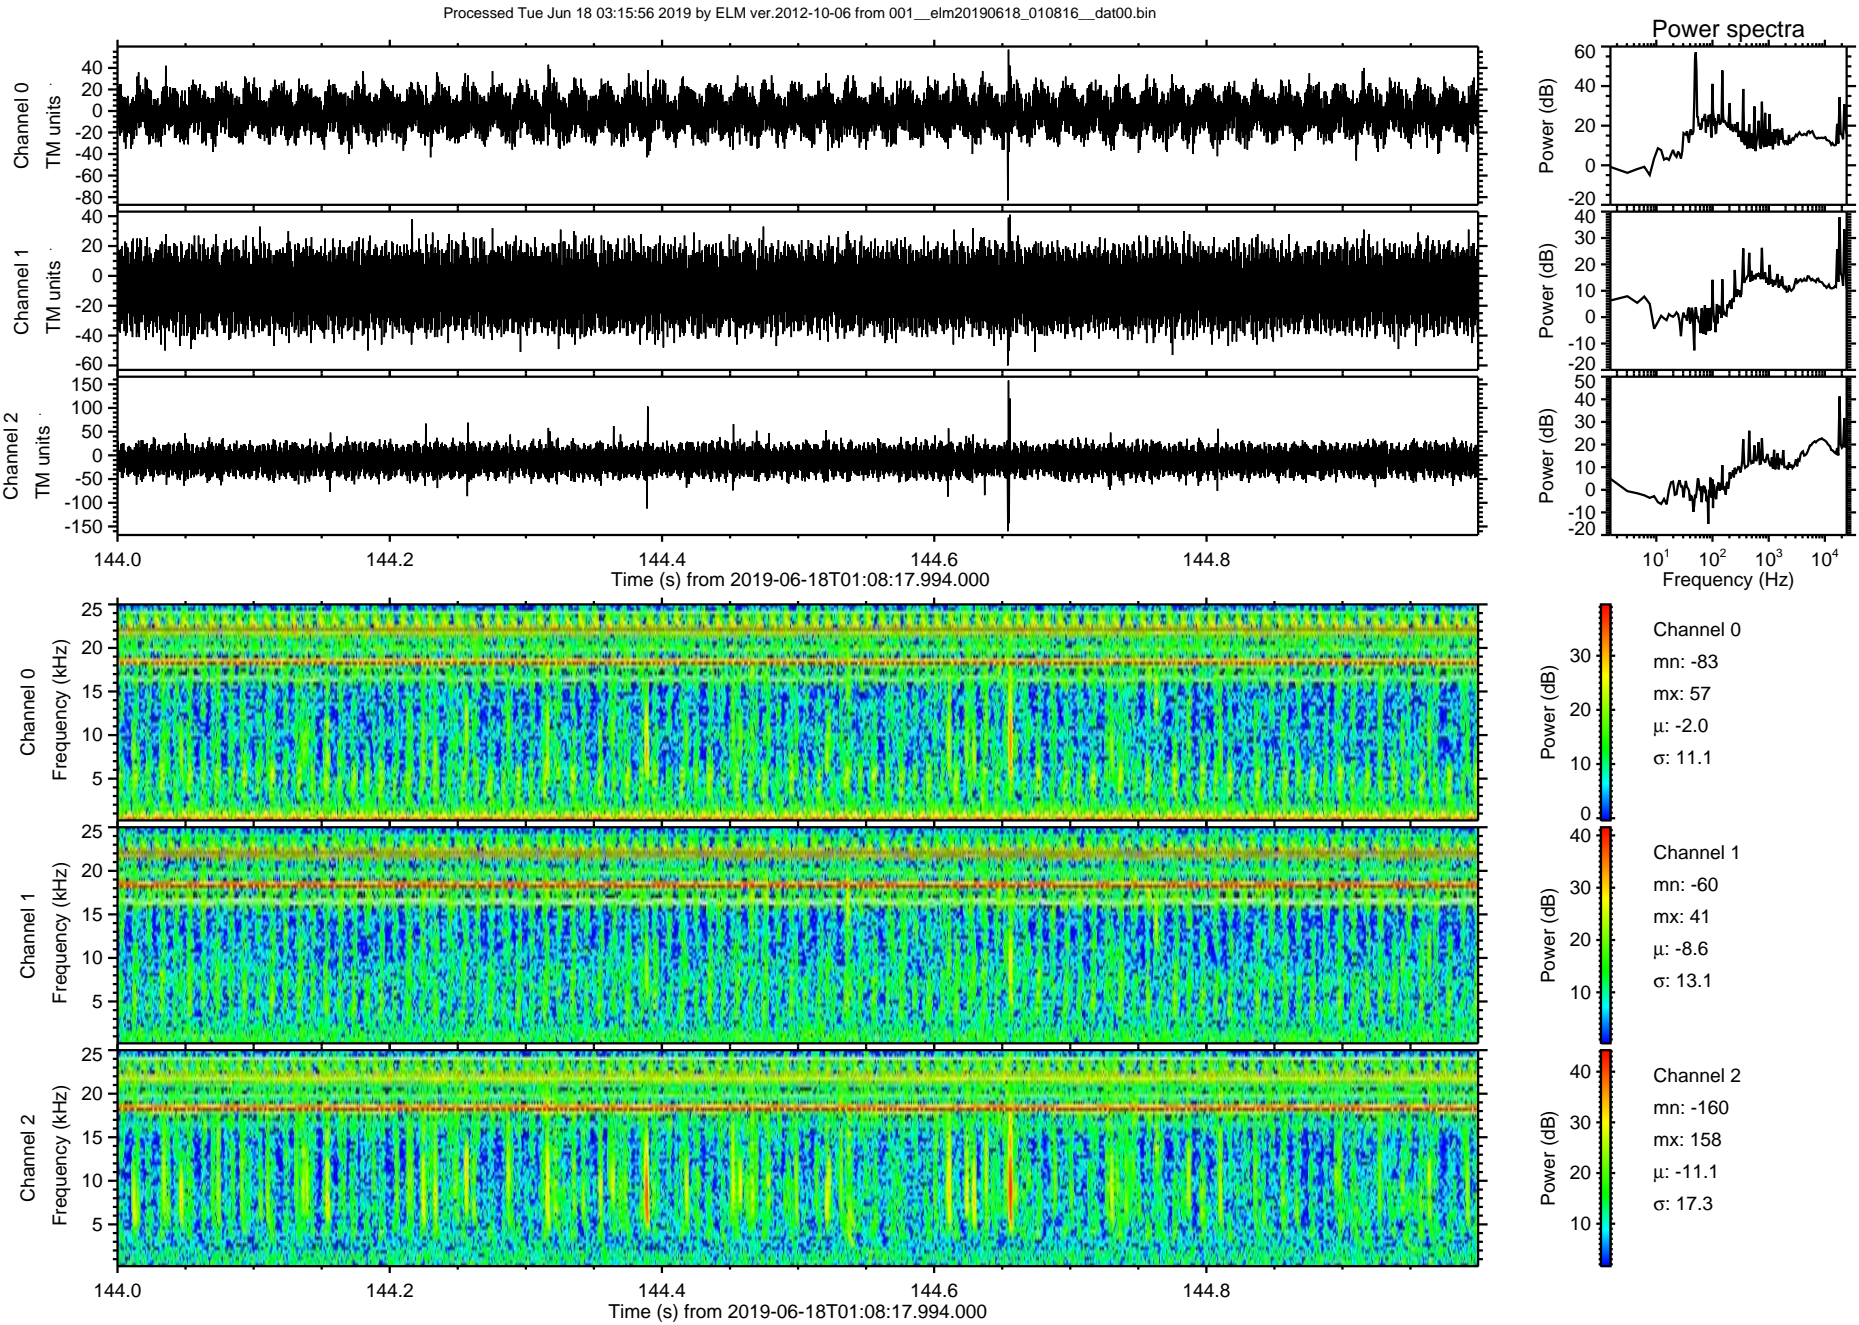 Processed Tue Jun 18 03:15:56 2019 by ELM ver.2012-10-06 from 001__elm20190618_010816__dat00.bin
Power spectra
Channel 0
TM units
40
20
0
-20
-40
-60
-80
Power (dB)
60
40
20
0
-20
Channel 1
TM units
40
20
0
-20
-40
-60
Power (dB)
40
30
20
10
0
-10
-20
Channel 2
TM units
150
100
50
0
-50
-100
-150
Power (dB)
50
40
30
20
10
0
-10
-20
144.0 144.2 144.4 144.6 144.8
Time (s) from 2019-06-18T01:08:17.994.000
10^1 10^2 10^3 10^4
Frequency (Hz)
Channel 0
Frequency (kHz)
25
20
15
10
5
Power (dB)
30
20
10
0
Channel 0
mn: -83
mx: 57
μ: -2.0
σ: 11.1
Channel 1
Frequency (kHz)
25
20
15
10
5
Power (dB)
40
30
20
10
Channel 1
mn: -60
mx: 41
μ: -8.6
σ: 13.1
Channel 2
Frequency (kHz)
25
20
15
10
5
Power (dB)
40
30
20
10
Channel 2
mn: -160
mx: 158
μ: -11.1
σ: 17.3
144.0 144.2 144.4 144.6 144.8
Time (s) from 2019-06-18T01:08:17.994.000